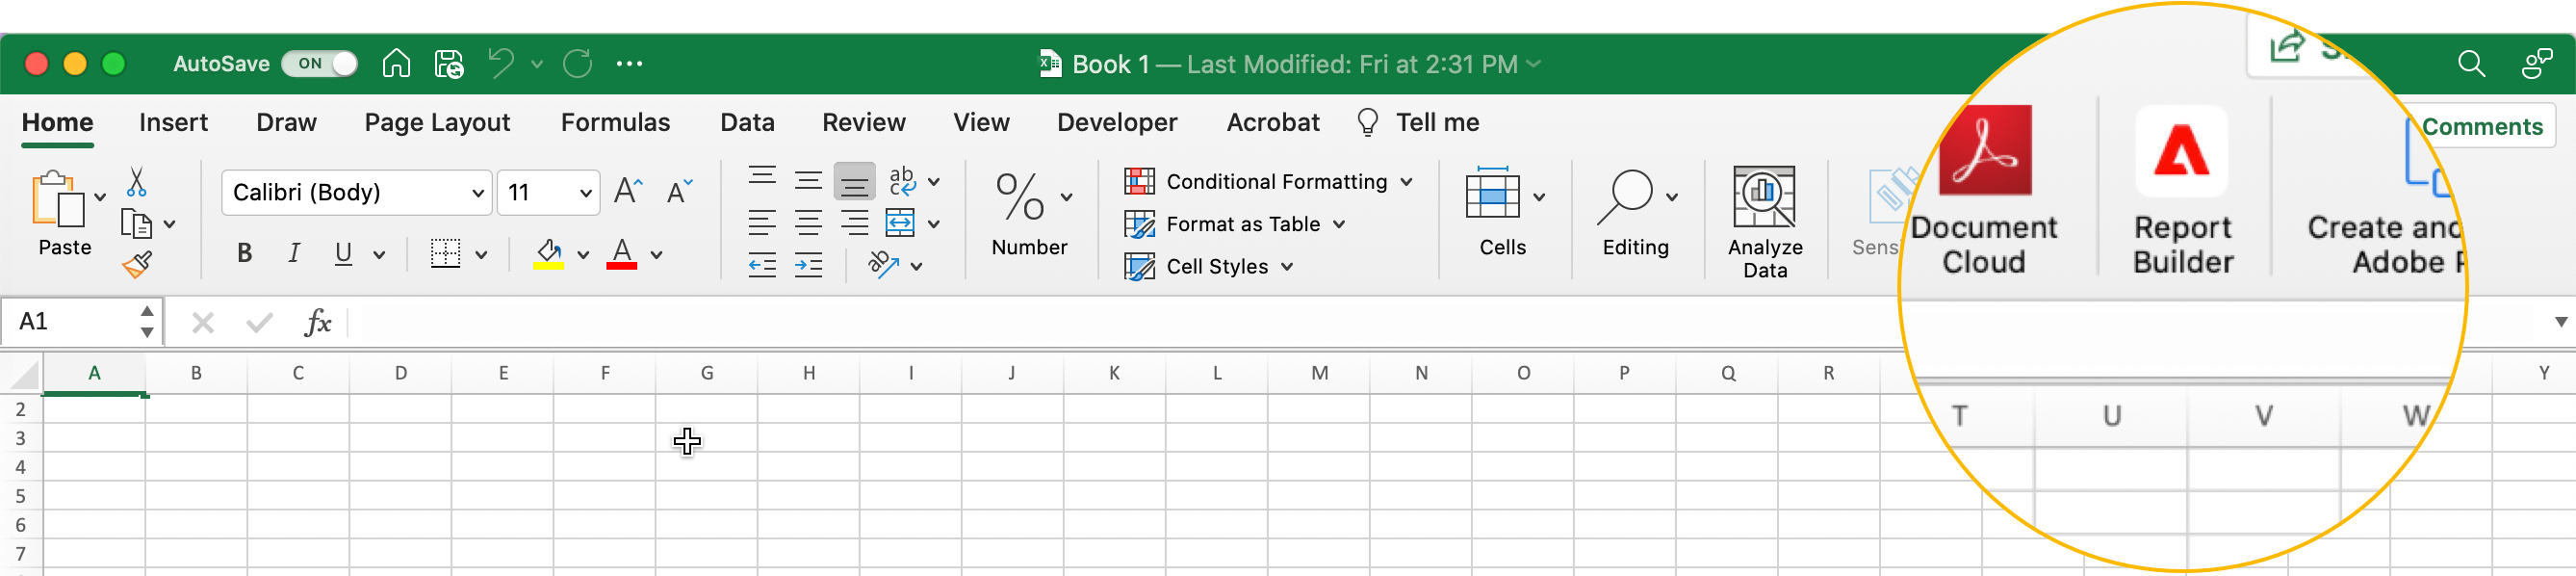 AutoSave ON
Book 1 — Last Modified: Fri at 2:31 PM
Home Insert Draw Page Layout Formulas Data Review View Developer Acrobat Tell me
Comments
Paste
Calibri (Body) 11
B I U
Number
Conditional Formatting
Format as Table
Cell Styles
Cells
Editing
Analyze
Data
Document
Cloud
Report
Builder
Create and
Adobe
A1
fx
A B C D E F G H I J K L M N O P Q R T U V W Y
2
3
4
5
6
7